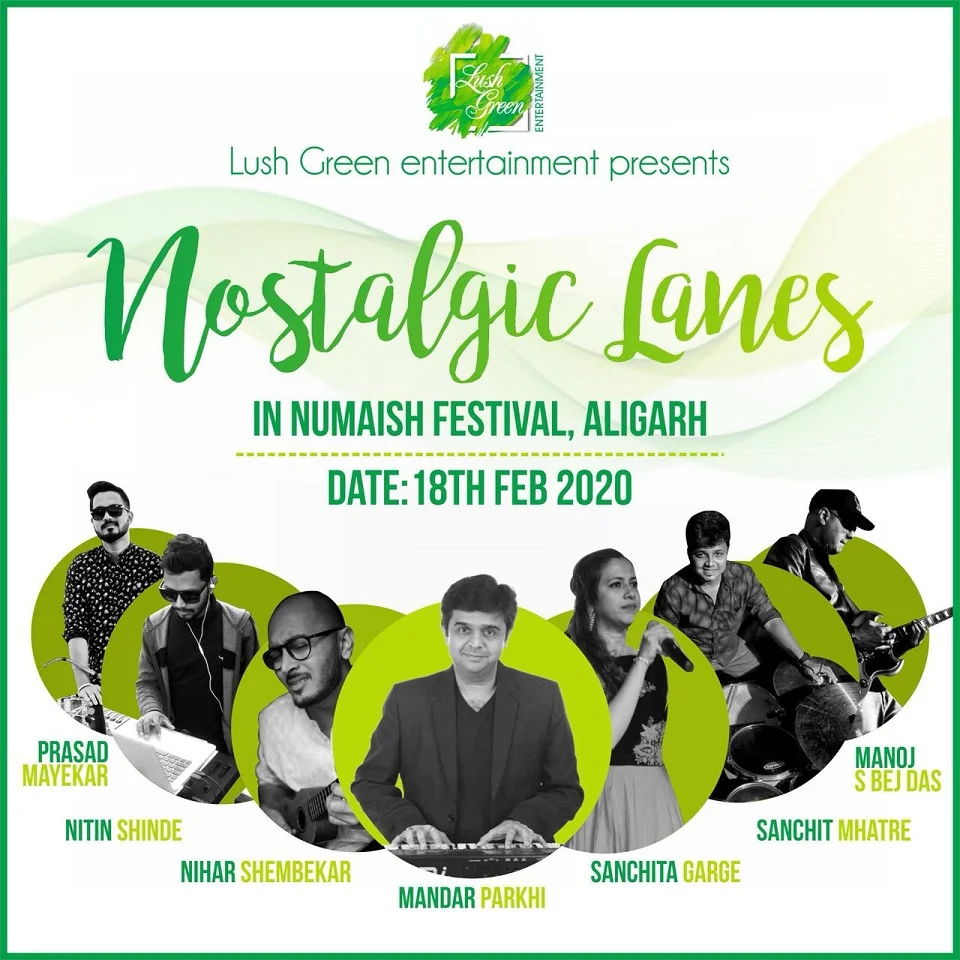 Lush
Green
ENTERTAINMENT
Lush Green entertainment presents
Nostalgic Lanes
IN NUMAISH FESTIVAL, ALIGARH
DATE:18TH FEB 2020
PRASAD
MAYEKAR
MANOJ
S BEJ DAS
NITIN SHINDE
SANCHIT MHATRE
NIHAR SHEMBEKAR
SANCHITA GARGE
MANDAR PARKHI